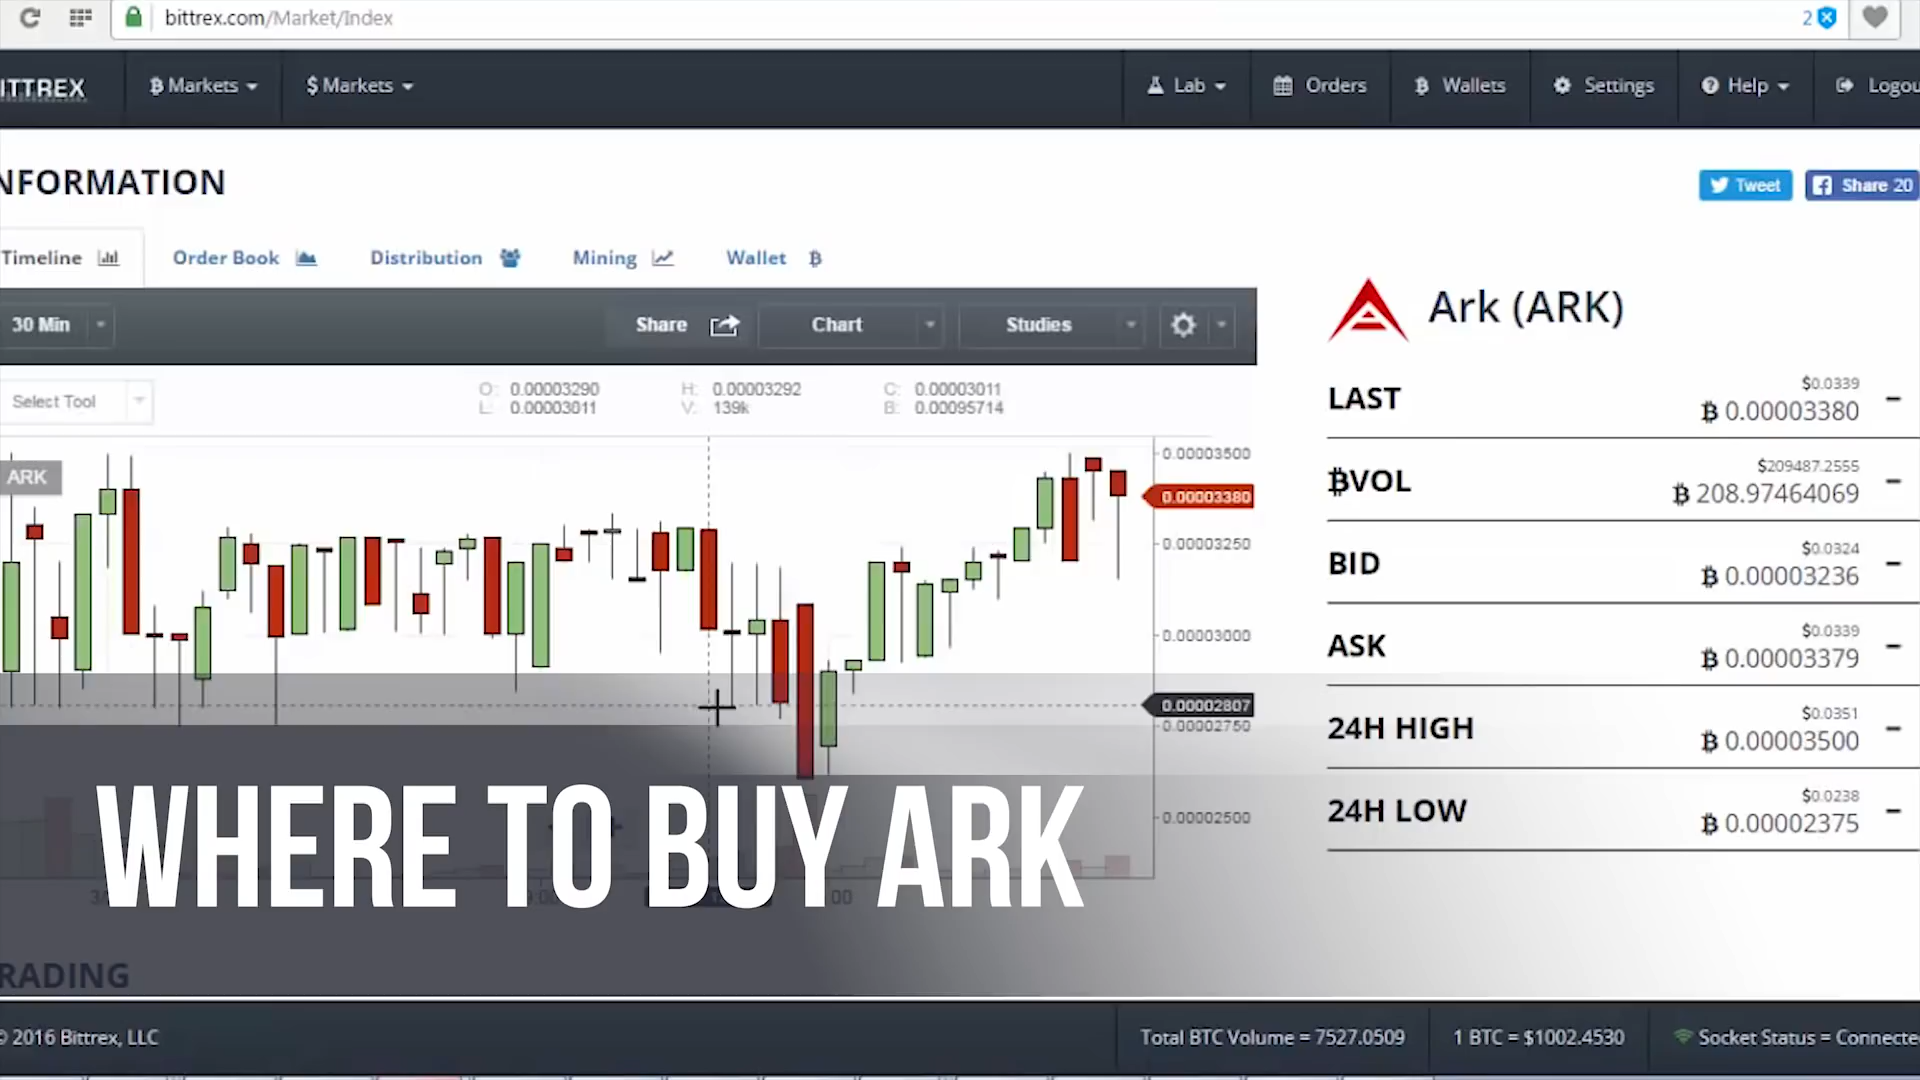 bittrex.com/Market/Index
2
ITTREX
Markets
$ Markets
Lab
Orders
Wallets
Settings
Help
Logou
NFORMATION
Tweet
Share 20
Timeline
Order Book
Distribution
Mining
Wallet
30 Min
Share
Chart
Studies
Ark (ARK)
Select Tool
O: 0.00003290 H: 0.00003292 C: 0.00003011
L: 0.00003011 V: 139k B: 0.00095714
ARK
0.00003500
0.00003380
0.00003250
0.00003000
0.00002807
0.00002750
0.00002500
LAST
$0.0339
₿ 0.00003380
₿VOL
$209487.2555
₿ 208.97464069
BID
$0.0324
₿ 0.00003236
ASK
$0.0339
₿ 0.00003379
24H HIGH
$0.0351
₿ 0.00003500
24H LOW
$0.0238
₿ 0.00002375
WHERE TO BUY ARK
RADING
© 2016 Bittrex, LLC
Total BTC Volume = 7527.0509
1 BTC = $1002.4530
Socket Status = Connecte